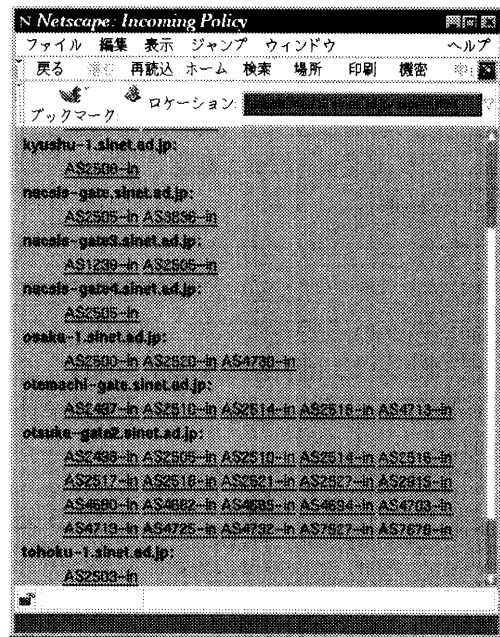 N Netscape: Incoming Policy
ファイル 編集 表示 ジャンプ ウィンドウ ヘルプ
戻る 進む 再読込 ホーム 検索 場所 印刷 機密
ブックマーク ロケーション:
kyushu-1.sinet.ad.jp:
AS2508-in
nacsis-gate.sinet.ad.jp:
AS2505-in AS3836-in
nacsis-gate3.sinet.ad.jp:
AS1239-in AS2505-in
nacsis-gate4.sinet.ad.jp:
AS2505-in
osaka-1.sinet.ad.jp:
AS2500-in AS2520-in AS4730-in
otemachi-gate.sinet.ad.jp:
AS2497-in AS2510-in AS2514-in AS2518-in AS4713-in
otsuka-gate2.sinet.ad.jp:
AS2505-in AS2510-in AS2514-in AS2516-in
AS2517-in AS2518-in AS2521-in AS2527-in AS2915-in
AS4680-in AS4682-in AS4685-in AS4694-in AS4703-in
AS4713-in AS4725-in AS4732-in AS7527-in AS7679-in
tohoku-1.sinet.ad.jp:
AS2503-in